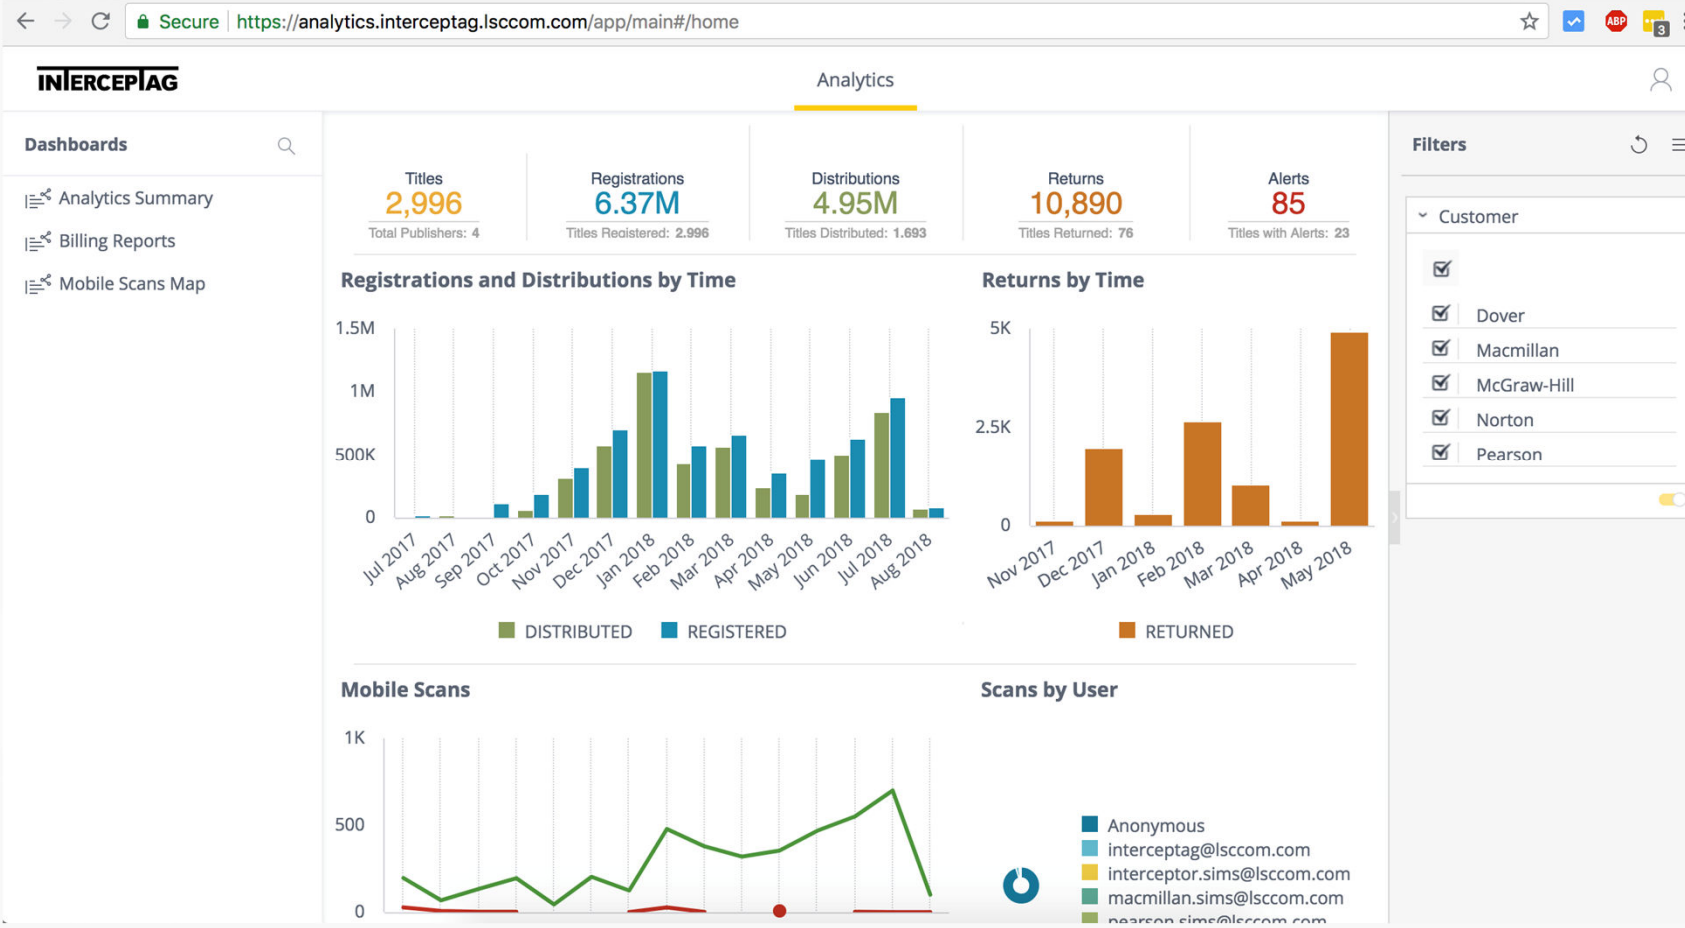 Secure https://analytics.interceptag.lsccom.com/app/main#/home
ABP
3
INTERCEPTAG
Analytics
Dashboards
Analytics Summary
Billing Reports
Mobile Scans Map
Titles
2,996
Total Publishers: 4
Registrations
6.37M
Titles Registered: 2.996
Distributions
4.95M
Titles Distributed: 1.693
Returns
10,890
Titles Returned: 76
Alerts
85
Titles with Alerts: 23
Registrations and Distributions by Time
1.5M
1M
500K
0
Jul 2017
Aug 2017
Sep 2017
Oct 2017
Nov 2017
Dec 2017
Jan 2018
Feb 2018
Mar 2018
Apr 2018
May 2018
Jun 2018
Jul 2018
Aug 2018
DISTRIBUTED
REGISTERED
Returns by Time
5K
2.5K
0
Nov 2017
Dec 2017
Jan 2018
Feb 2018
Mar 2018
Apr 2018
May 2018
RETURNED
Mobile Scans
1K
500
0
Scans by User
Anonymous
interceptag@lsccom.com
interceptor.sims@lsccom.com
macmillan.sims@lsccom.com
pearson.sims@lsccom.com
Filters
Customer
Dover
Macmillan
McGraw-Hill
Norton
Pearson